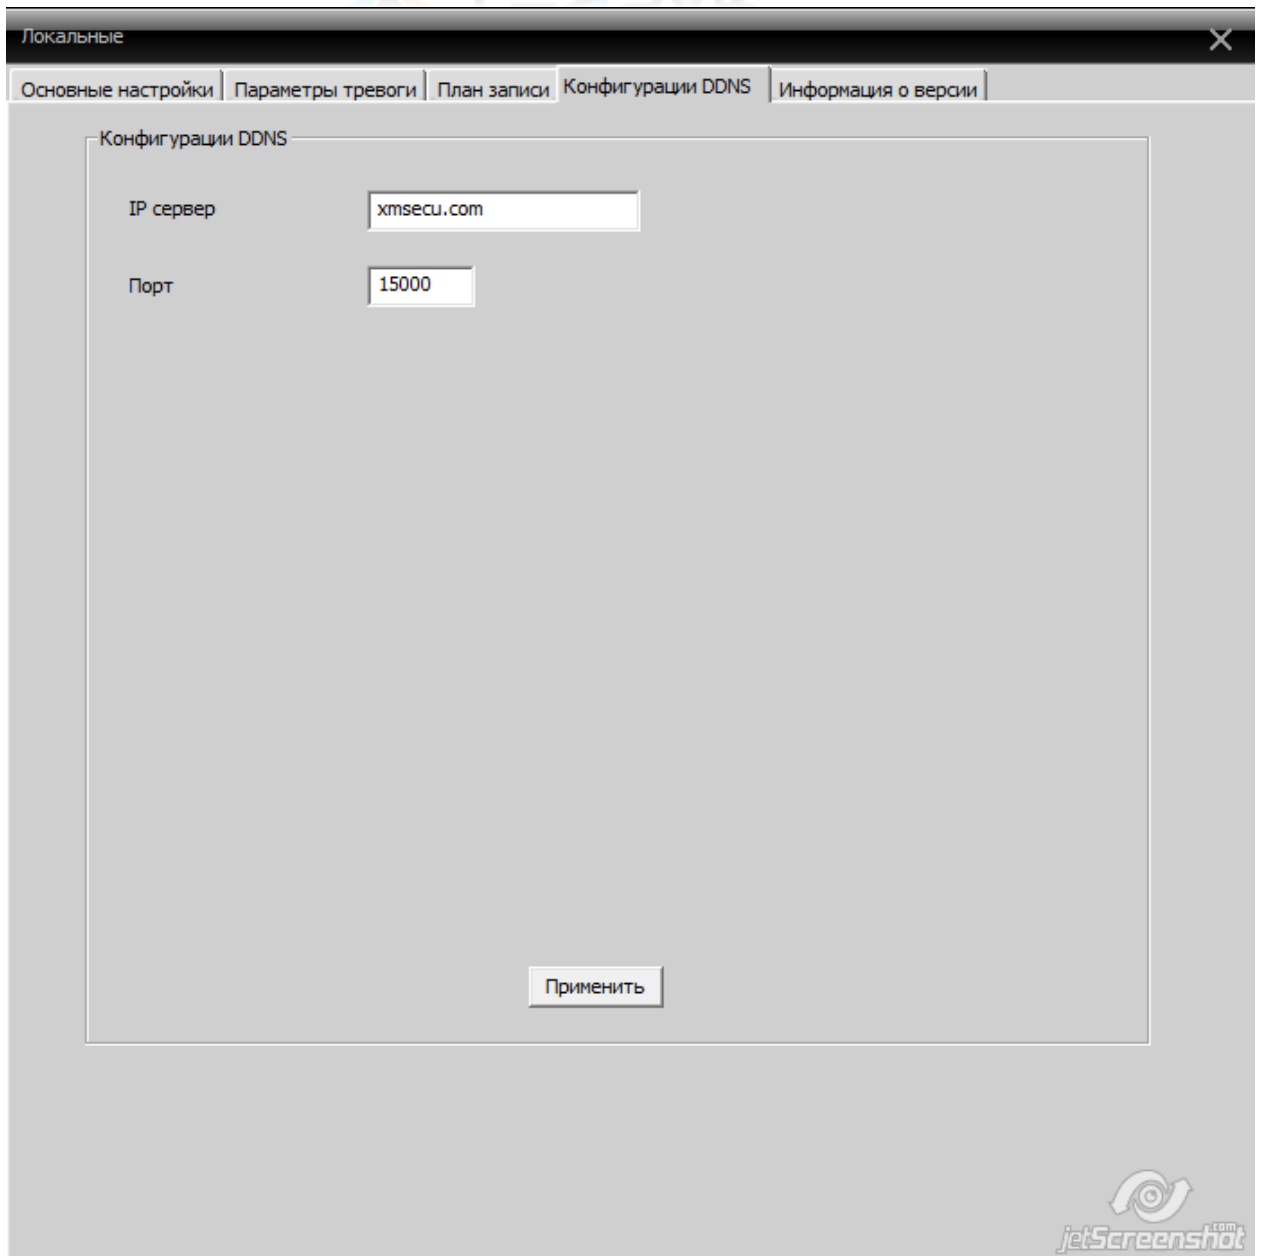 Локальные
Основные настройки Параметры тревоги План записи Конфигурации DDNS Информация о версии
Конфигурации DDNS
IP сервер xmsecu.com
Порт 15000
Применить
jetScreenshot.com